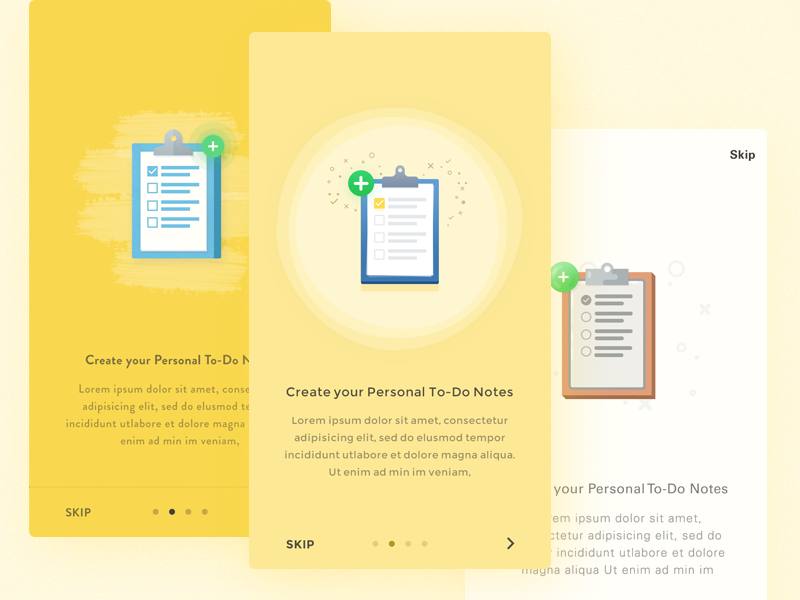 Create your Personal To-Do N
Lorem ipsum dolor sit amet, conse
adipisicing elit, sed do elusmod te
incididunt utlabore et dolore magna
enim ad min im veniam,
SKIP
Create your Personal To-Do Notes
Lorem ipsum dolor sit amet, consectetur
adipisicing elit, sed do elusmod tempor
incididunt utlabore et dolore magna aliqua.
Ut enim ad min im veniam,
SKIP
Skip
your Personal To-Do Notes
em ipsum dolor sit amet,
ctetur adipisicing elit, sed do
incididunt utlabore et dolore
magna aliqua Ut enim ad min im